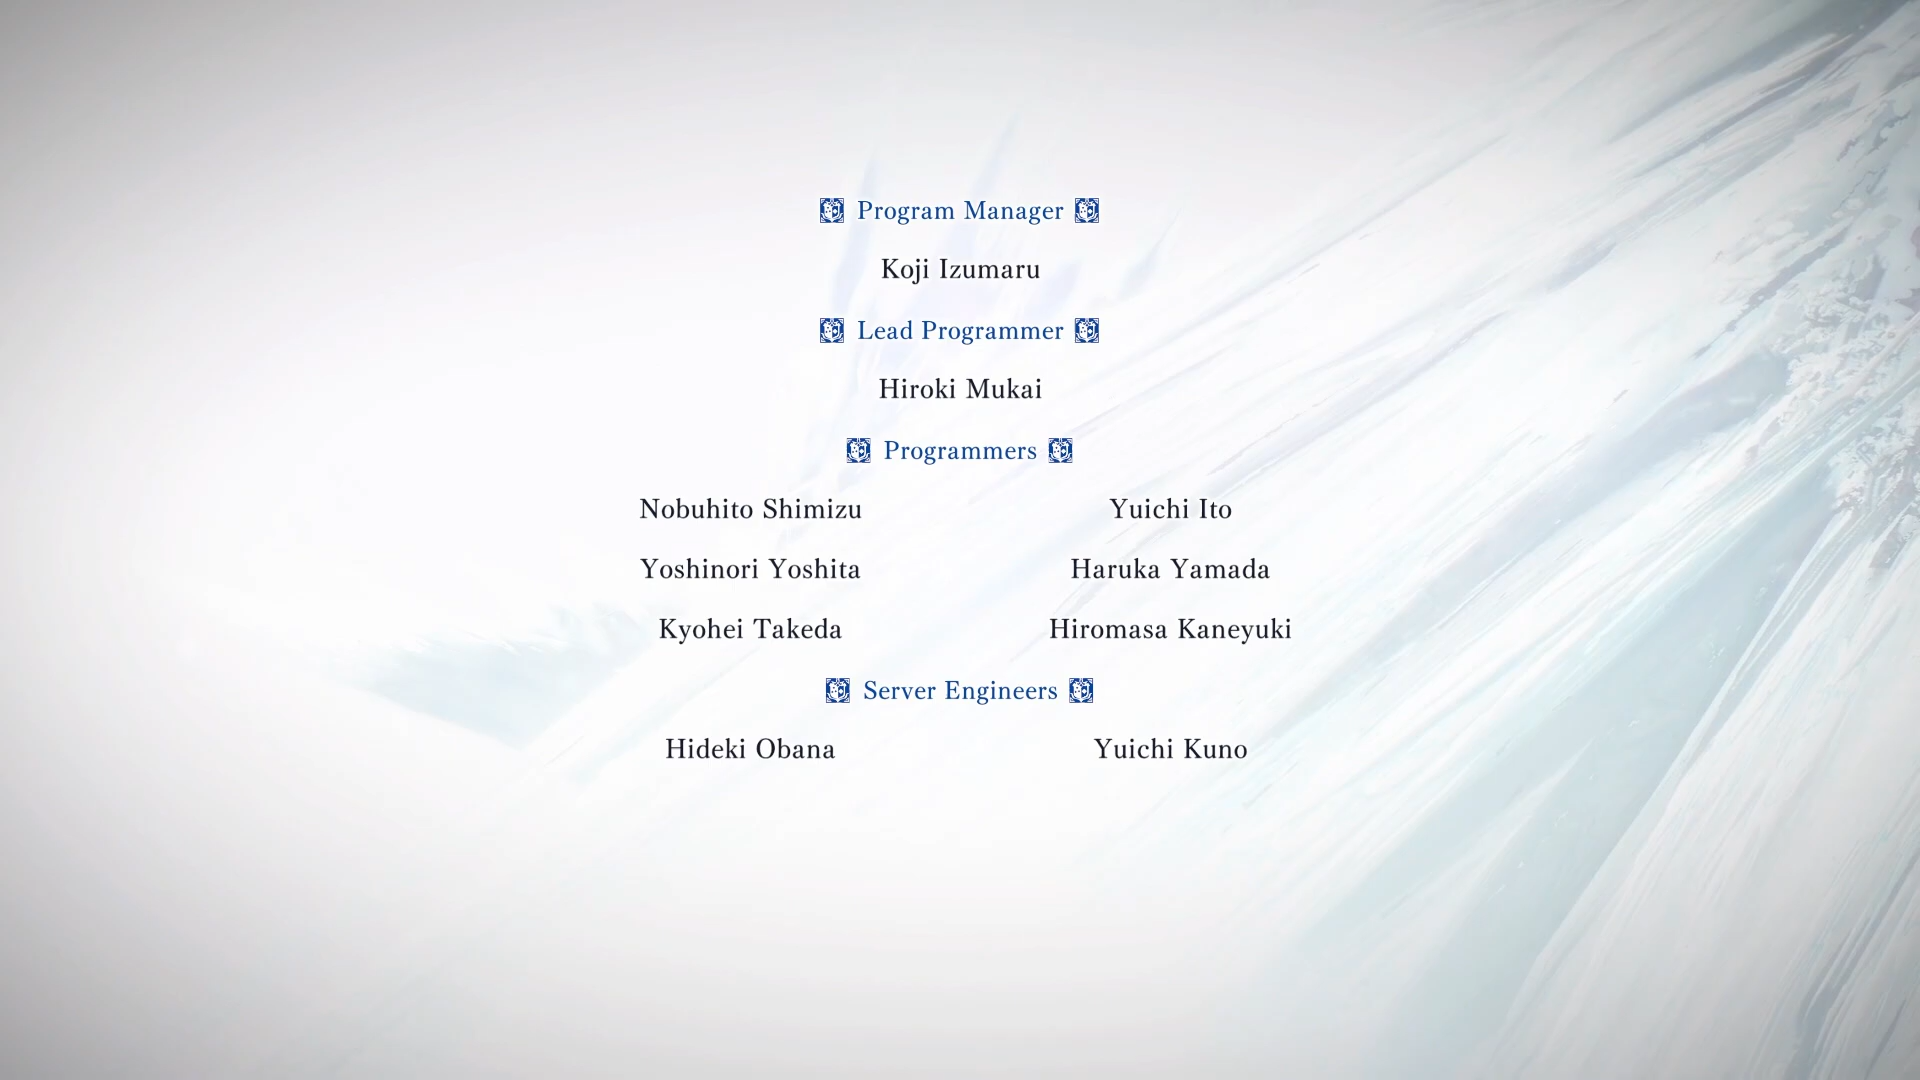 Program Manager
Koji Izumaru
Lead Programmer
Hiroki Mukai
Programmers
Nobuhito Shimizu Yuichi Ito
Yoshinori Yoshita Haruka Yamada
Kyohei Takeda Hiromasa Kaneyuki
Server Engineers
Hideki Obana Yuichi Kuno